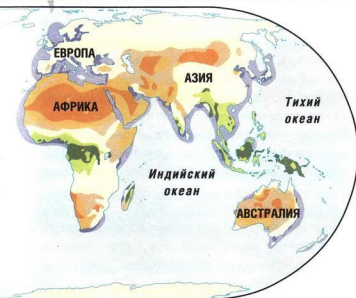 ЕВРОПА
АЗИЯ
АФРИКА
Тихий
океан
Индийский
океан
АВСТРАЛИЯ